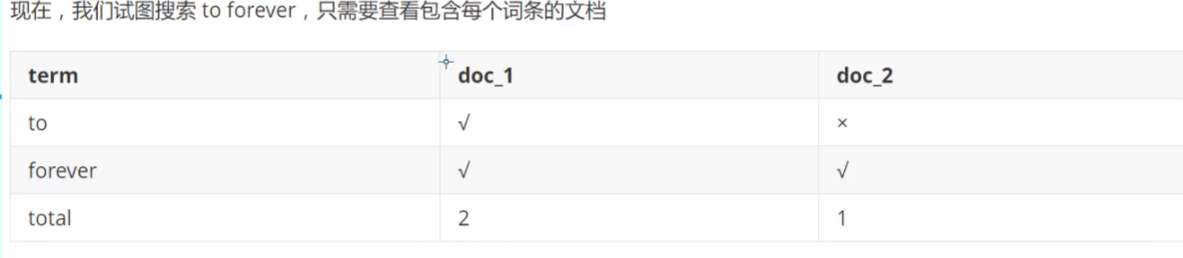 现在，我们试图搜索 to forever，只需要查看包含每个词条的文档
term doc_1 doc_2
to √ ×
forever √ √
total 2 1